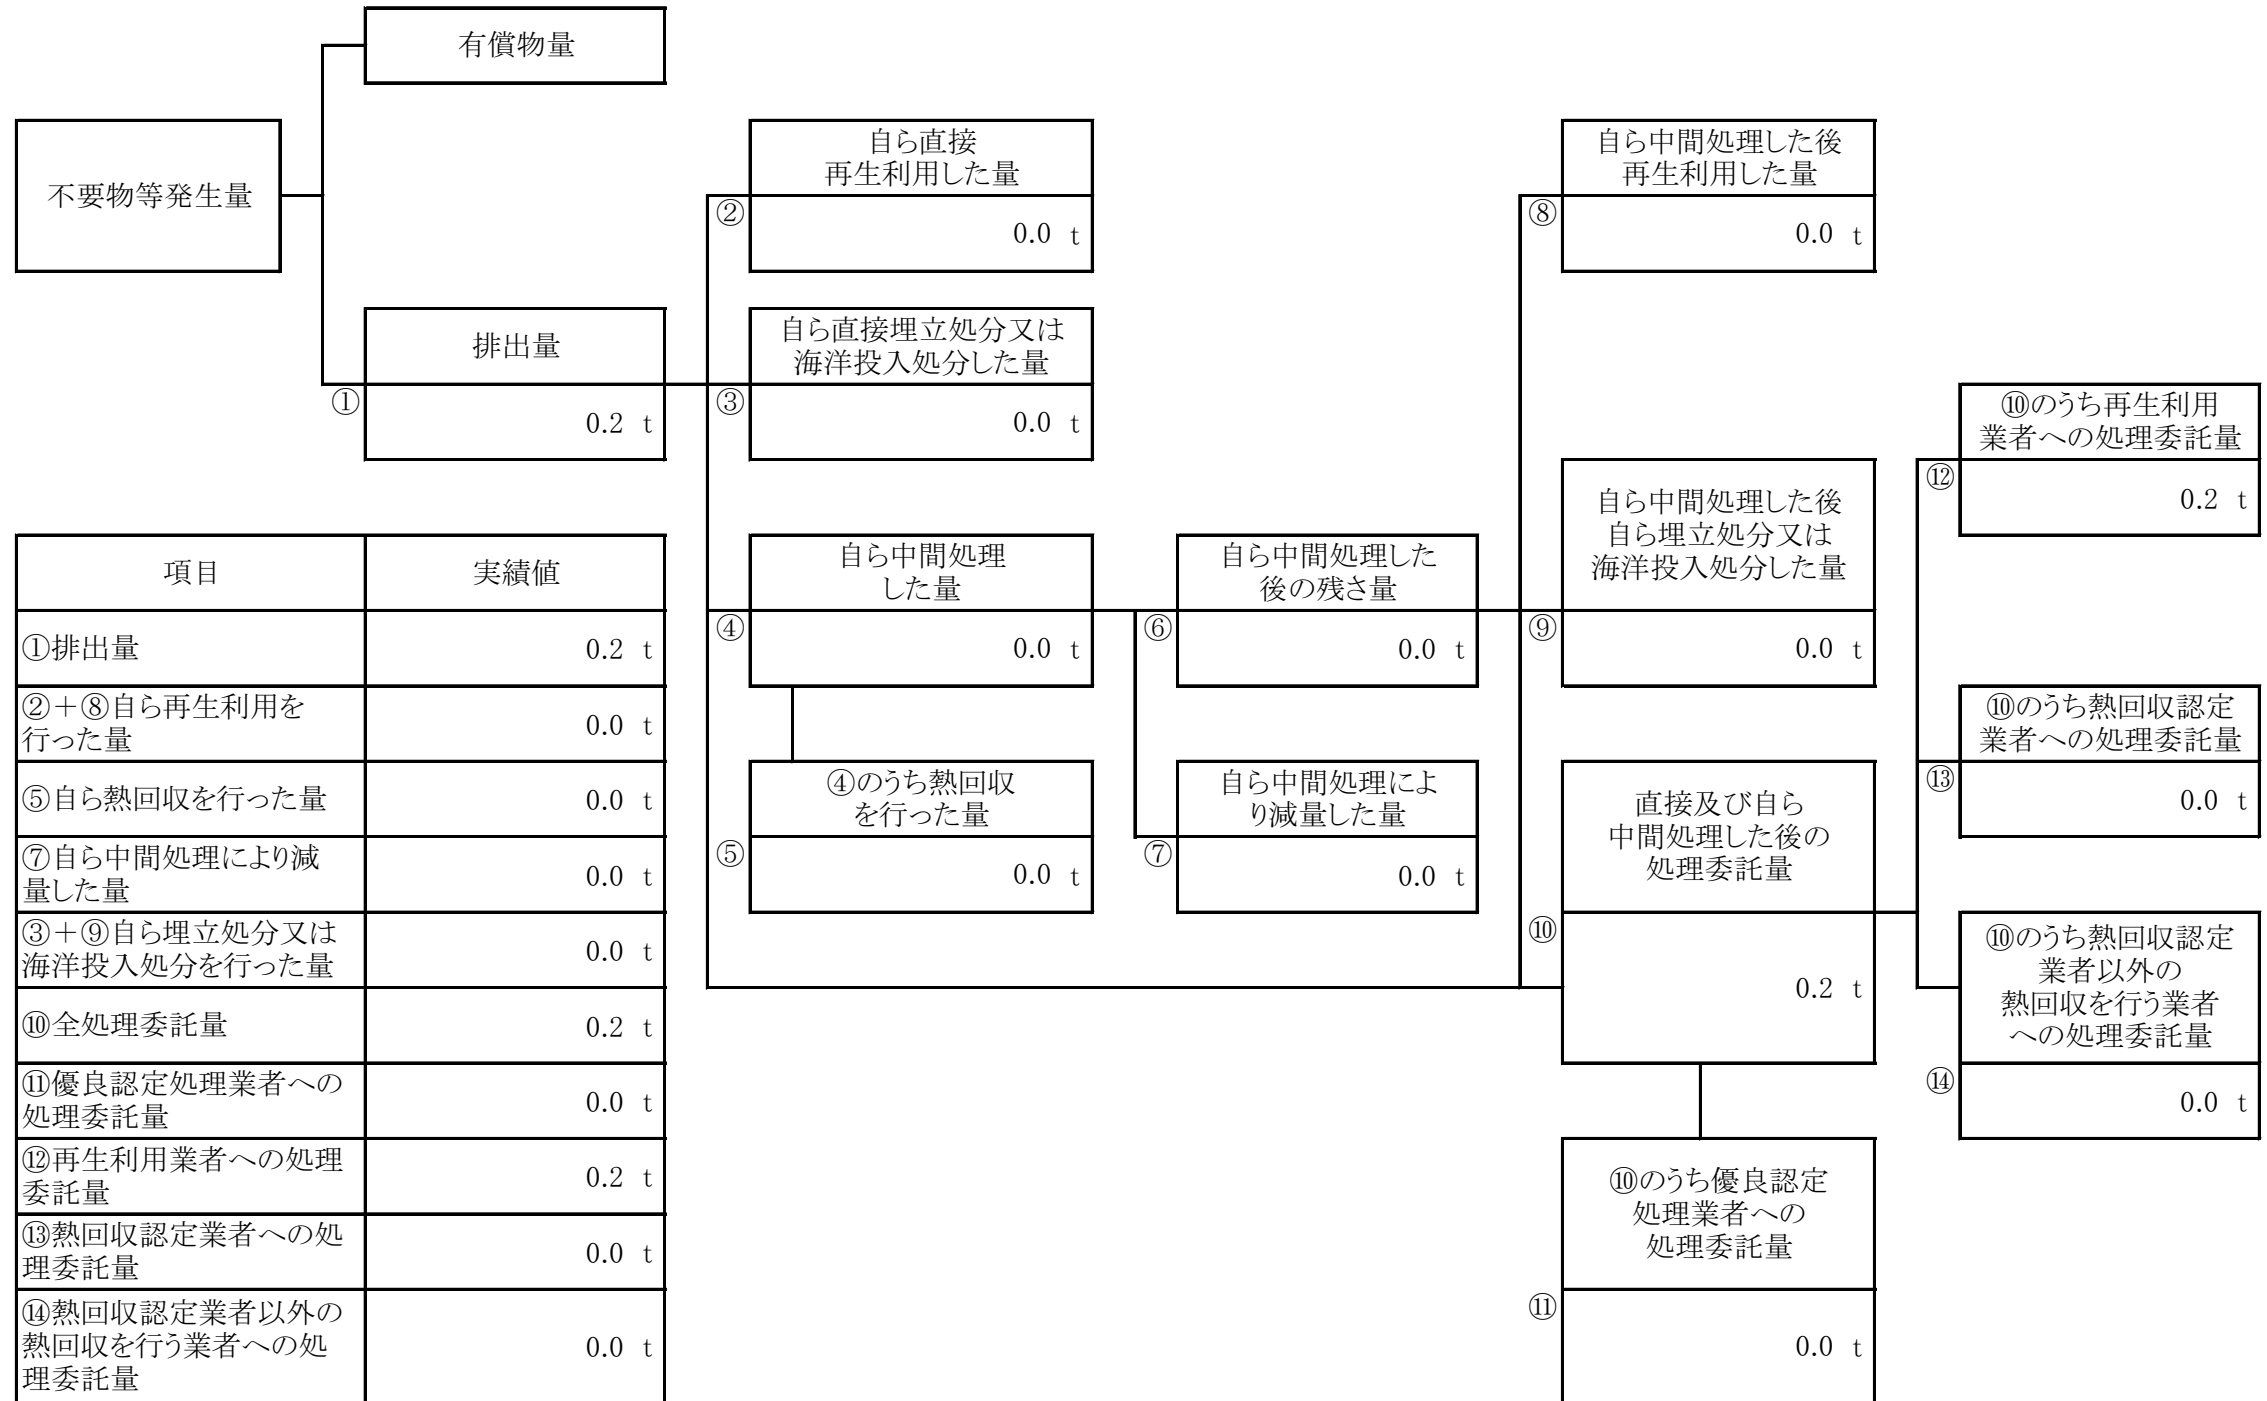 有償物量
不要物等発生量
自ら直接
再生利用した量
②
0.0 t
自ら中間処理した後
再生利用した量
⑧
0.0 t
排出量
①
0.2 t
自ら直接埋立処分又は
海洋投入処分した量
③
0.0 t
⑩のうち再生利用
業者への処理委託量
⑫
0.2 t
自ら中間処理した後
自ら埋立処分又は
海洋投入処分した量
⑨
0.0 t
自ら中間処理
した量
④
0.0 t
自ら中間処理した
後の残さ量
⑥
0.0 t
⑩のうち熱回収認定
業者への処理委託量
⑬
0.0 t
④のうち熱回収
を行った量
⑤
0.0 t
自ら中間処理によ
り減量した量
⑦
0.0 t
直接及び自ら
中間処理した後の
処理委託量
⑩
0.2 t
⑩のうち熱回収認定
業者以外の
熱回収を行う業者
への処理委託量
⑭
0.0 t
⑩のうち優良認定
処理業者への
処理委託量
⑪
0.0 t
項目 実績値
①排出量 0.2 t
②＋⑧自ら再生利用を
行った量 0.0 t
⑤自ら熱回収を行った量 0.0 t
⑦自ら中間処理により減
量した量 0.0 t
③＋⑨自ら埋立処分又は
海洋投入処分を行った量 0.0 t
⑩全処理委託量 0.2 t
⑪優良認定処理業者への
処理委託量 0.0 t
⑫再生利用業者への処理
委託量 0.2 t
⑬熱回収認定業者への処
理委託量 0.0 t
⑭熱回収認定業者以外の
熱回収を行う業者への処
理委託量 0.0 t